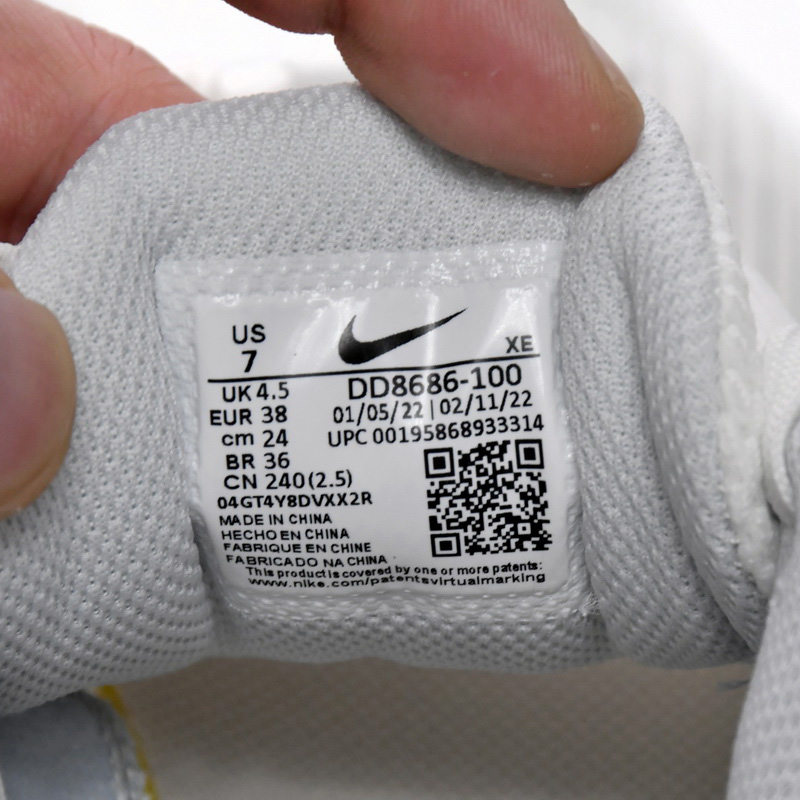 US
7
XE
UK 4.5
EUR 38
cm 24
BR 36
CN 240(2.5)
DD8686-100
01/05/22 | 02/11/22
UPC 00195868933314
04GT4Y8DVXX2R
MADE IN CHINA
HECHO EN CHINA
FABRIQUE EN CHINE
FABRICADO NA CHINA
This product is covered by one or more patents:
www.nike.com/patentsvirtualmarking